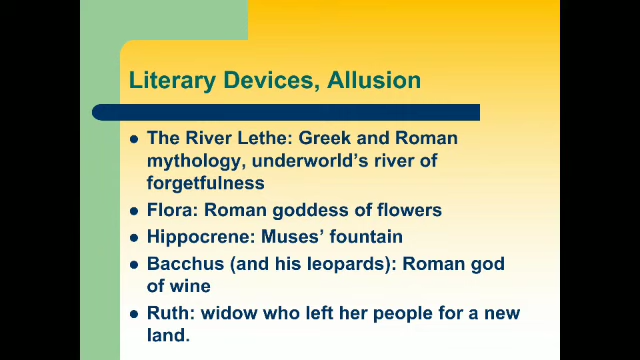 Literary Devices, Allusion
The River Lethe: Greek and Roman
mythology, underworld's river of
forgetfulness
Flora: Roman goddess of flowers
Hippocrene: Muses' fountain
Bacchus (and his leopards): Roman god
of wine
Ruth: widow who left her people for a new
land.